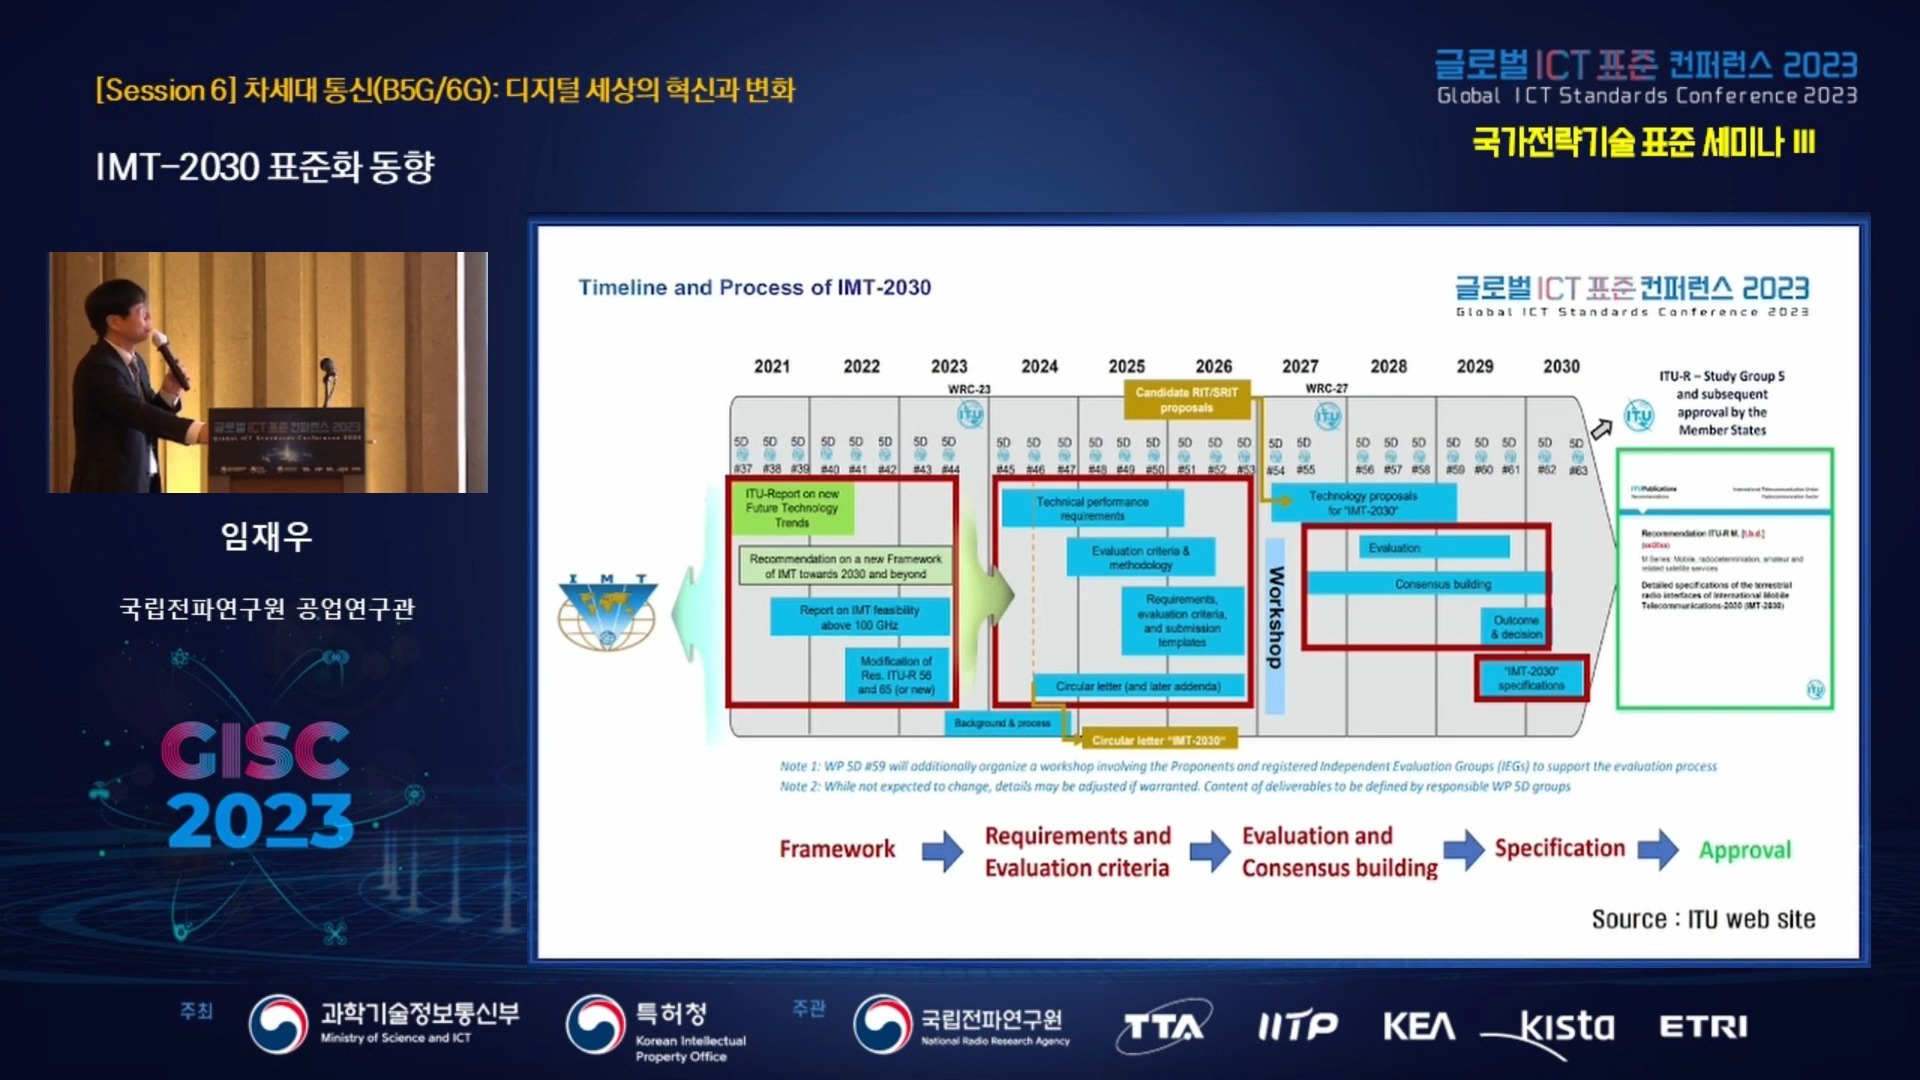 [Session 6] 차세대 통신(B5G/6G): 디지털 세상의 혁신과 변화
IMT-2030 표준화 동향
글로벌 ICT 표준 컨퍼런스 2023
Global ICT Standards Conference 2023
국가전략기술 표준 세미나 III
임재우
국립전파연구원 공업연구관
GISC
2023
Timeline and Process of IMT-2030
글로벌 ICT 표준 컨퍼런스 2023
Global ICT Standards Conference 2023
2021 2022 2023 2024 2025 2026 2027 2028 2029 2030
WRC-23
WRC-27
Candidate RIT/SRIT
proposals
5D 5D 5D 5D 5D 5D 5D 5D 5D 5D 5D 5D 5D 5D 5D 5D 5D 5D 5D 5D 5D 5D 5D 5D 5D 5D 5D
#37 #38 #39 #40 #41 #42 #43 #44 #45 #46 #47 #48 #49 #50 #51 #52 #53 #54 #55 #56 #57 #58 #59 #60 #61 #62 #63
ITU-Report on new
Future Technology
Trends
Recommendation on a new Framework
of IMT towards 2030 and beyond
Report on IMT feasibility
above 100 GHz
Modification of
Res. ITU-R 56
and 65 (or new)
Background & process
Technical performance
requirements
Evaluation criteria &
methodology
Requirements,
evaluation criteria,
and submission
templates
Circular letter (and later addenda)
Circular letter "IMT-2030"
Workshop
Technology proposals
for "IMT-2030"
Evaluation
Consensus building
Outcome
& decision
"IMT-2030"
specifications
I M T
ITU-R – Study Group 5
and subsequent
approval by the
Member States
ITUPublications
International Telecommunication Union
Recommendations
Recommendation ITU-R M. [t.b.d.]
M Series: Mobile, radiodetermination, amateur and
related satellite services
Detailed specifications of the terrestrial
radio interfaces of International Mobile
Telecommunications-2030 (IMT-2030)
Note 1: WP 5D #59 will additionally organize a workshop involving the Proponents and registered Independent Evaluation Groups (IEGs) to support the evaluation process
Note 2: While not expected to change, details may be adjusted if warranted. Content of deliverables to be defined by responsible WP 5D groups
Framework
Requirements and
Evaluation criteria
Evaluation and
Consensus building
Specification
Approval
Source : ITU web site
주최
과학기술정보통신부
Ministry of Science and ICT
특허청
Korean Intellectual
Property Office
주관
국립전파연구원
National Radio Research Agency
TTA
IITP
KEA
kista
ETRI